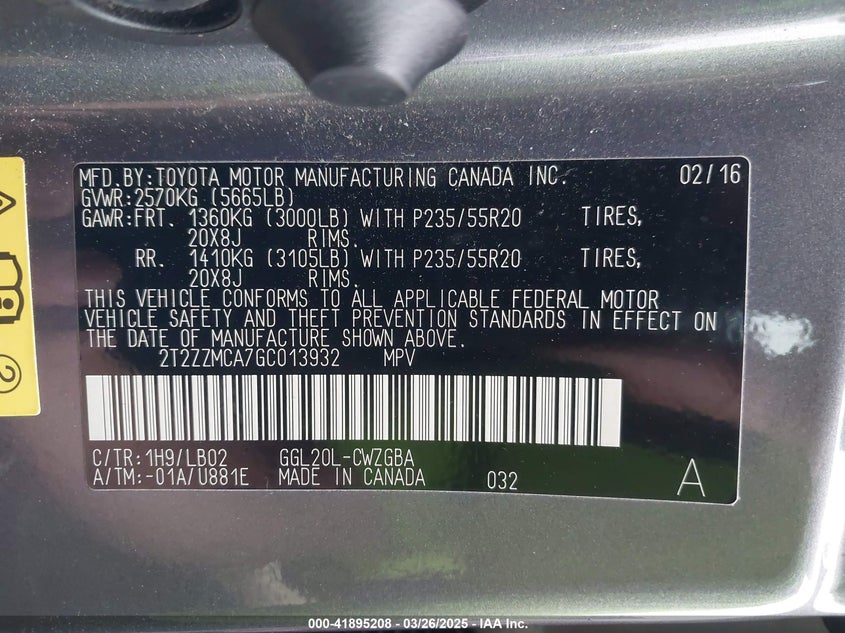 MFD.BY:TOYOTA MOTOR MANUFACTURING CANADA INC. 02/16
GVWR:2570KG (5665LB)
GAWR:FRT. 1360KG (3000LB) WITH P235/55R20 TIRES,
20X8J RIMS.
RR. 1410KG (3105LB) WITH P235/55R20 TIRES,
20X8J RIMS.
THIS VEHICLE CONFORMS TO ALL APPLICABLE FEDERAL MOTOR
VEHICLE SAFETY AND THEFT PREVENTION STANDARDS IN EFFECT ON
THE DATE OF MANUFACTURE SHOWN ABOVE.
2T2ZZMCA7GC013932 MPV
C/TR:1H9/LB02 GGL20L-CWZGBA
A/TM:-01A/U881E MADE IN CANADA 032 A
2
000-41895208 - 03/26/2025 - IAA Inc.